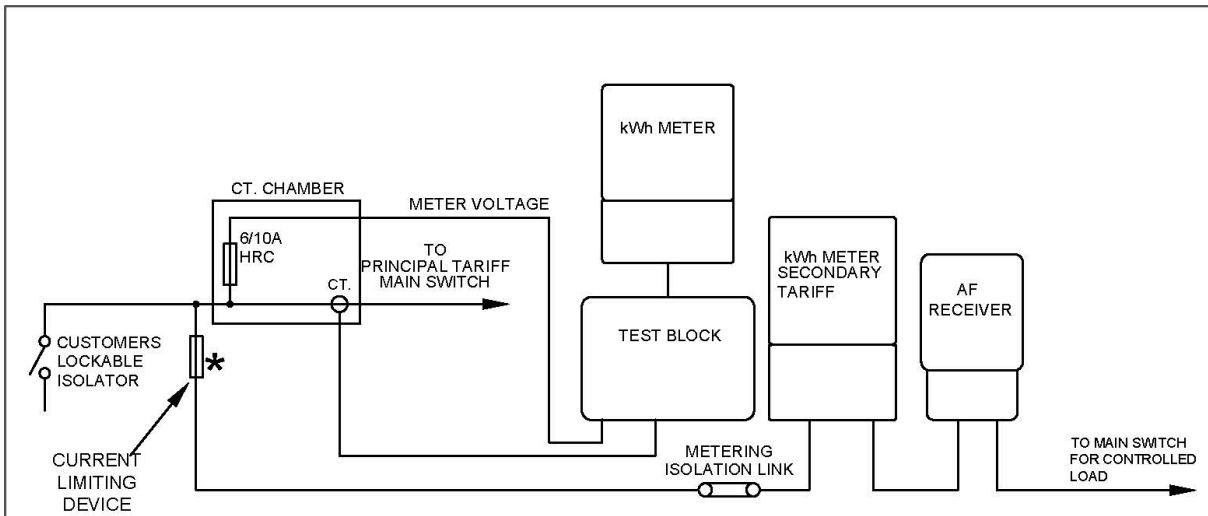 kWh METER
CT. CHAMBER
METER VOLTAGE
6/10A
HRC
TO
PRINCIPAL TARIFF
MAIN SWITCH
CT.
kWh METER
SECONDARY
TARIFF
AF
RECEIVER
TEST BLOCK
CUSTOMERS
LOCKABLE
ISOLATOR
*
CURRENT
LIMITING
DEVICE
METERING
ISOLATION LINK
TO MAIN SWITCH
FOR CONTROLLED
LOAD